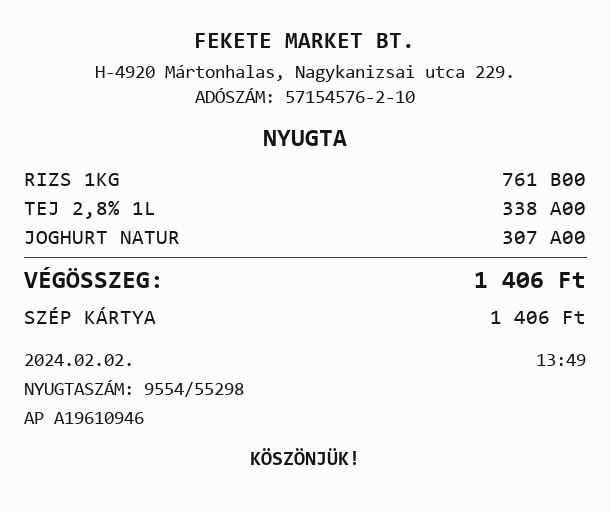 FEKETE MARKET BT.
H-4920 Mártonhalas, Nagykanizsai utca 229.
ADÓSZÁM: 57154576-2-10
NYUGTA
RIZS 1KG 761 B00
TEJ 2,8% 1L 338 A00
JOGHURT NATUR 307 A00
VÉGÖSSZEG: 1 406 Ft
SZÉP KÁRTYA 1 406 Ft
2024.02.02. 13:49
NYUGTASZÁM: 9554/55298
AP A19610946
KÖSZÖNJÜK!